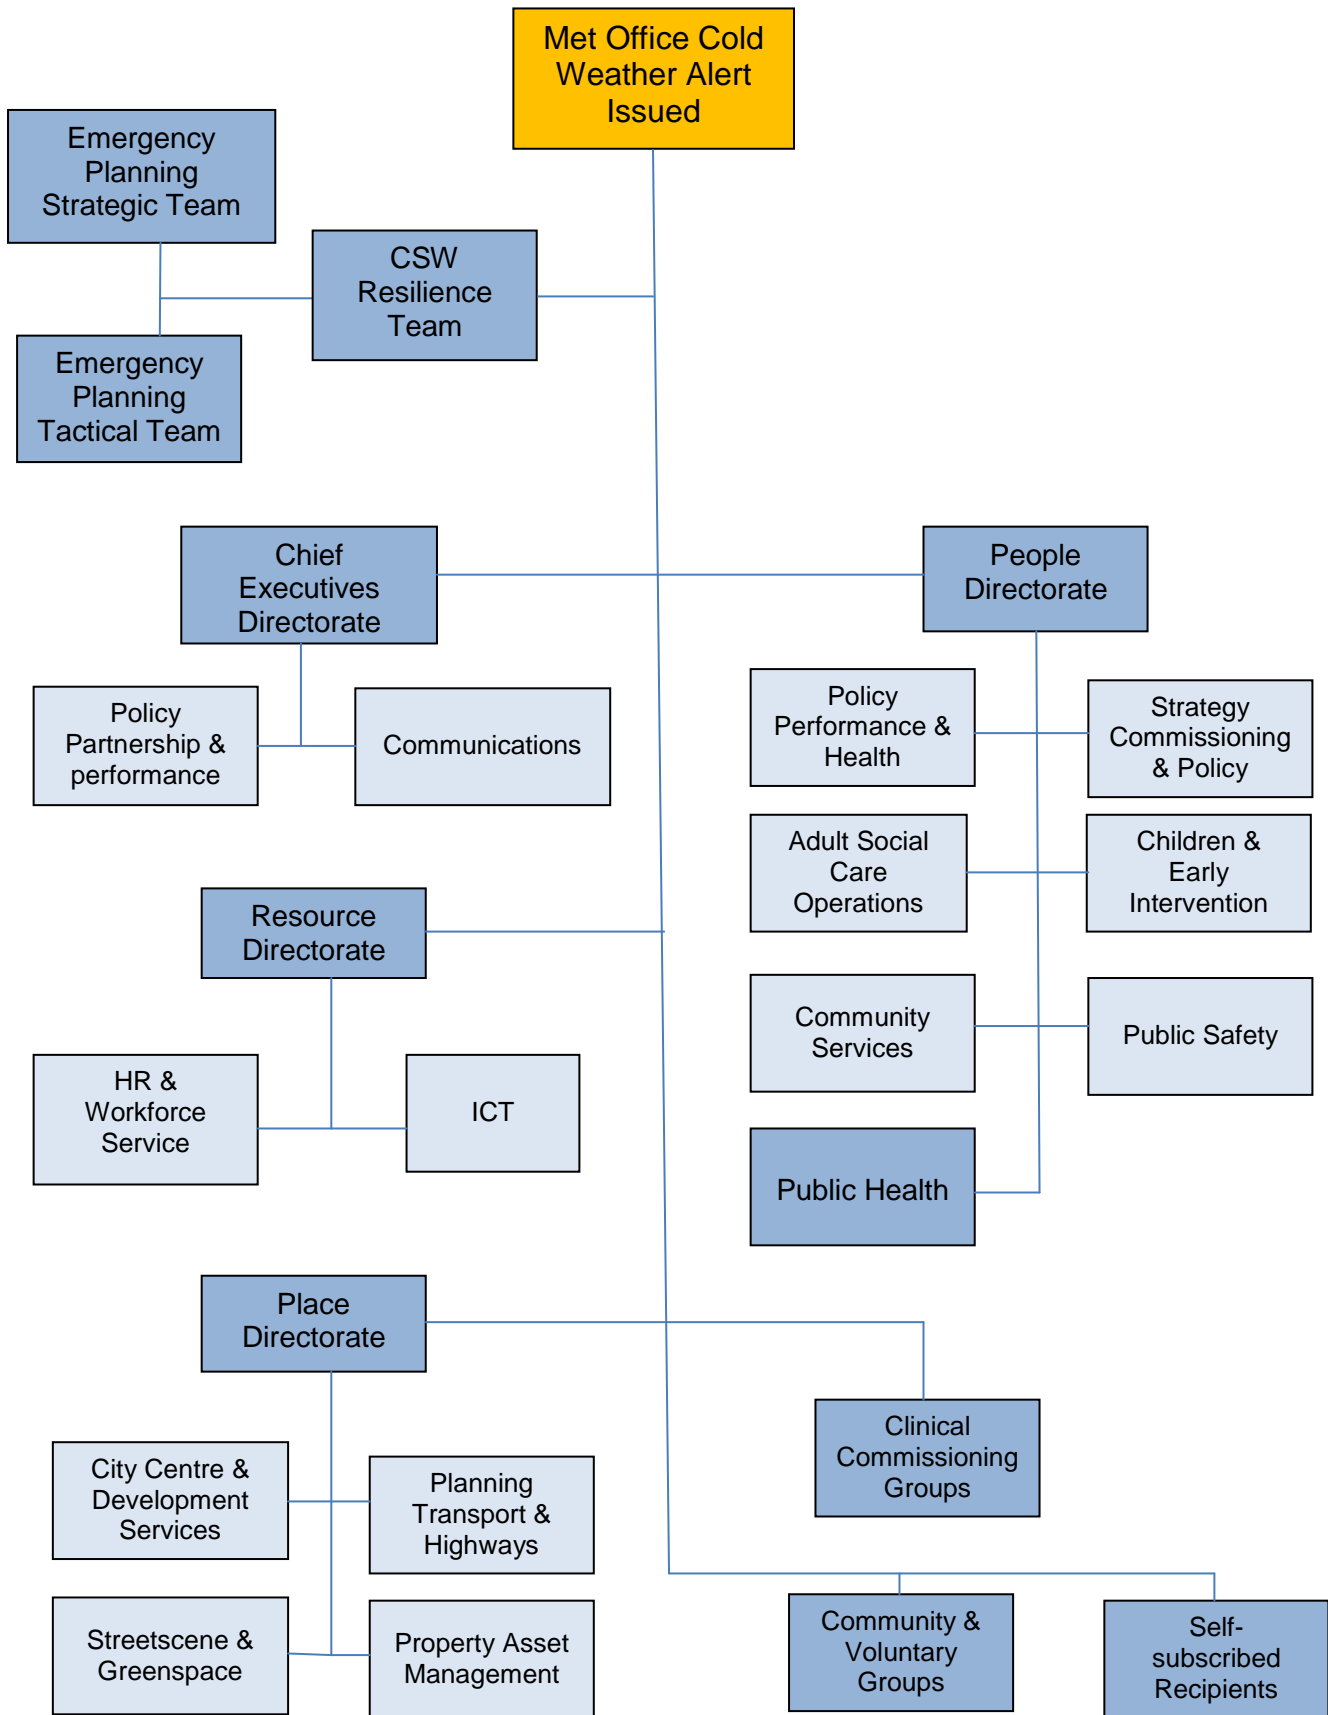 Met Office Cold
Weather Alert
Issued
Emergency
Planning
Strategic Team
CSW
Resilience
Team
Emergency
Planning
Tactical Team
Chief
Executives
Directorate
People
Directorate
Policy
Partnership &
performance
Communications
Policy
Performance &
Health
Strategy
Commissioning
& Policy
Adult Social
Care
Operations
Children &
Early
Intervention
Resource
Directorate
Community
Services
Public Safety
HR &
Workforce
Service
ICT
Public Health
Place
Directorate
Clinical
Commissioning
Groups
City Centre &
Development
Services
Planning
Transport &
Highways
Streetscene &
Greenspace
Property Asset
Management
Community &
Voluntary
Groups
Self-
subscribed
Recipients